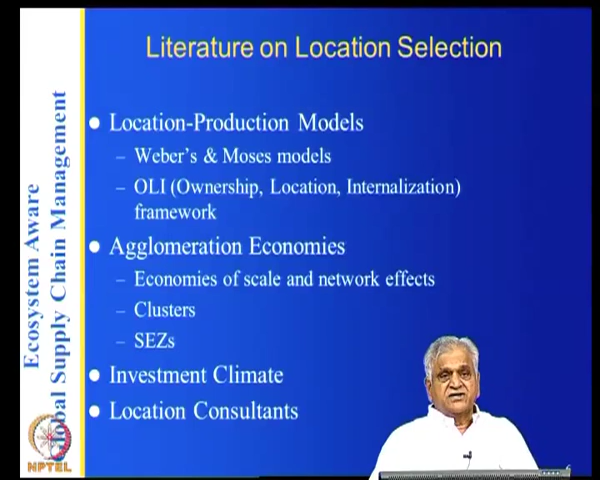 Literature on Location Selection
Location-Production Models
– Weber's & Moses models
– OLI (Ownership, Location, Internalization)
framework
Agglomeration Economies
– Economies of scale and network effects
– Clusters
– SEZs
Investment Climate
Location Consultants
Ecosystem Aware
Global Supply Chain Management
NPTEL